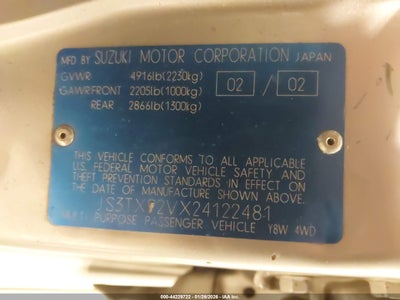 MFD BY SUZUKI MOTOR CORPORATION JAPAN
GVWR 4916lb(2230kg)
GAWR:FRONT 2205lb(1000kg) 02 / 02
REAR 2866lb(1300kg)
THIS VEHICLE CONFORMS TO ALL APPLICABLE
U.S. FEDERAL MOTOR VEHICLE SAFETY AND
THEFT PREVENTION STANDARDS IN EFFECT ON
THE DATE OF MANUFACTURE SHOWN ABOVE.
MULTI PURPOSE PASSENGER VEHICLE YBW 4WD
000-44229722 - 01/28/2026 - IAA Inc.